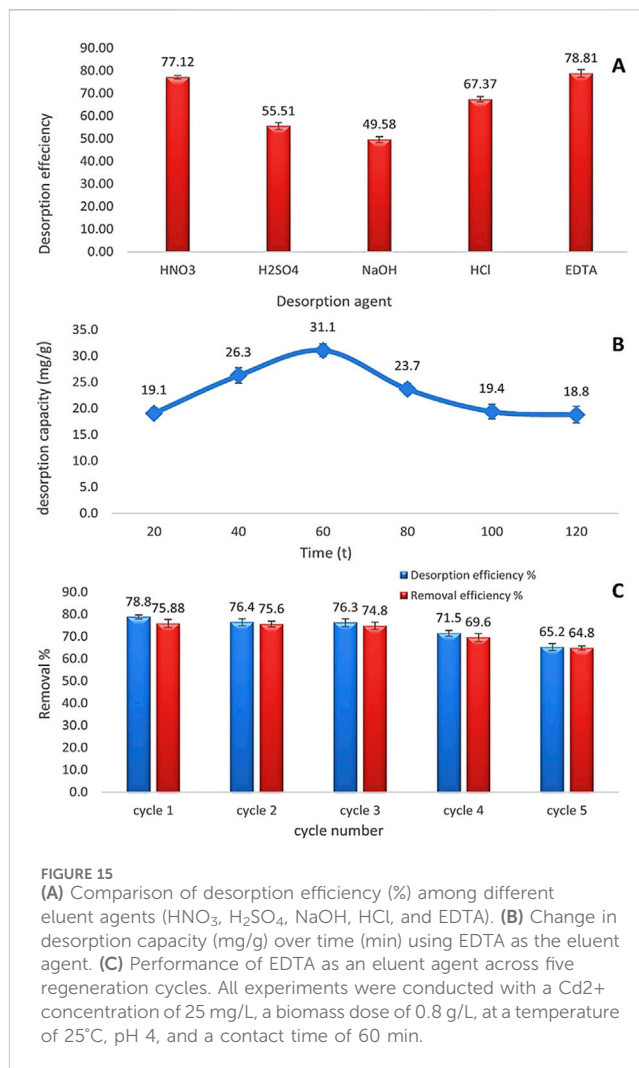 A
90.00
80.00
70.00
60.00
50.00
40.00
30.00
20.00
10.00
0.00
Desorption effeciency
77.12
55.51
49.58
67.37
78.81
HNO3 H2SO4 NaOH HCl EDTA
Desorption agent
B
35.0
30.0
25.0
20.0
15.0
10.0
5.0
0.0
desorption capacity (mg/g)
19.1
26.3
31.1
23.7
19.4
18.8
20 40 60 80 100 120
Time (t)
Desorption efficiency %
Removal efficiency %
C
90.0
80.0
70.0
60.0
50.0
40.0
30.0
20.0
10.0
0.0
Removal %
78.8 75.88
76.4 75.6
76.3 74.8
71.5 69.6
65.2 64.8
cycle 1 cycle 2 cycle 3 cycle 4 cycle 5
cycle number
FIGURE 15
(A) Comparison of desorption efficiency (%) among different
eluent agents (HNO₃, H₂SO₄, NaOH, HCl, and EDTA). (B) Change in
desorption capacity (mg/g) over time (min) using EDTA as the eluent
agent. (C) Performance of EDTA as an eluent agent across five
regeneration cycles. All experiments were conducted with a Cd2+
concentration of 25 mg/L, a biomass dose of 0.8 g/L, at a temperature
of 25°C, pH 4, and a contact time of 60 min.